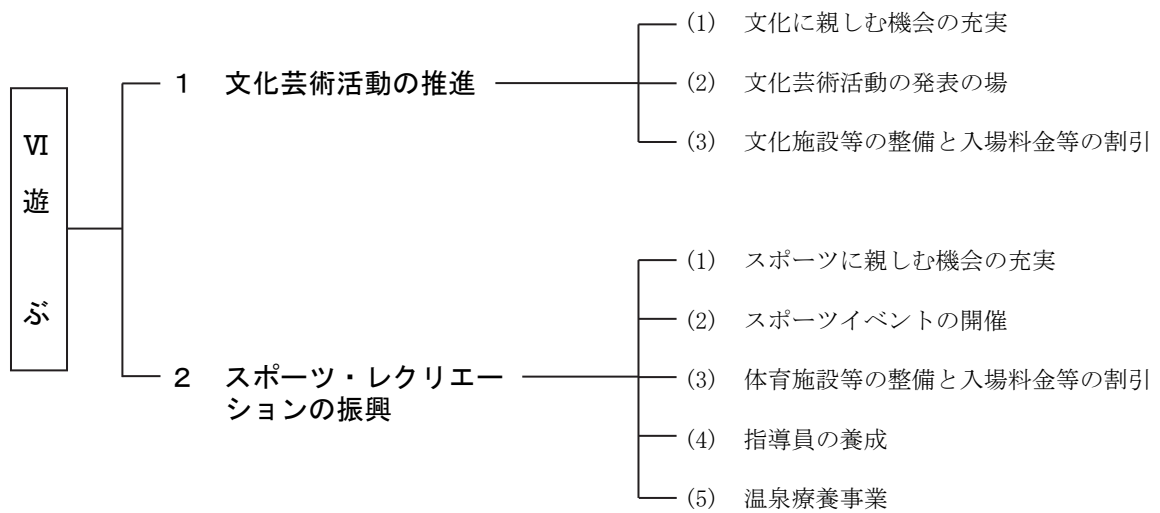 Ⅵ 遊ぶ
1 文化芸術活動の推進
(1) 文化に親しむ機会の充実
(2) 文化芸術活動の発表の場
(3) 文化施設等の整備と入場料金等の割引
2 スポーツ・レクリエー
ションの振興
(1) スポーツに親しむ機会の充実
(2) スポーツイベントの開催
(3) 体育施設等の整備と入場料金等の割引
(4) 指導員の養成
(5) 温泉療養事業